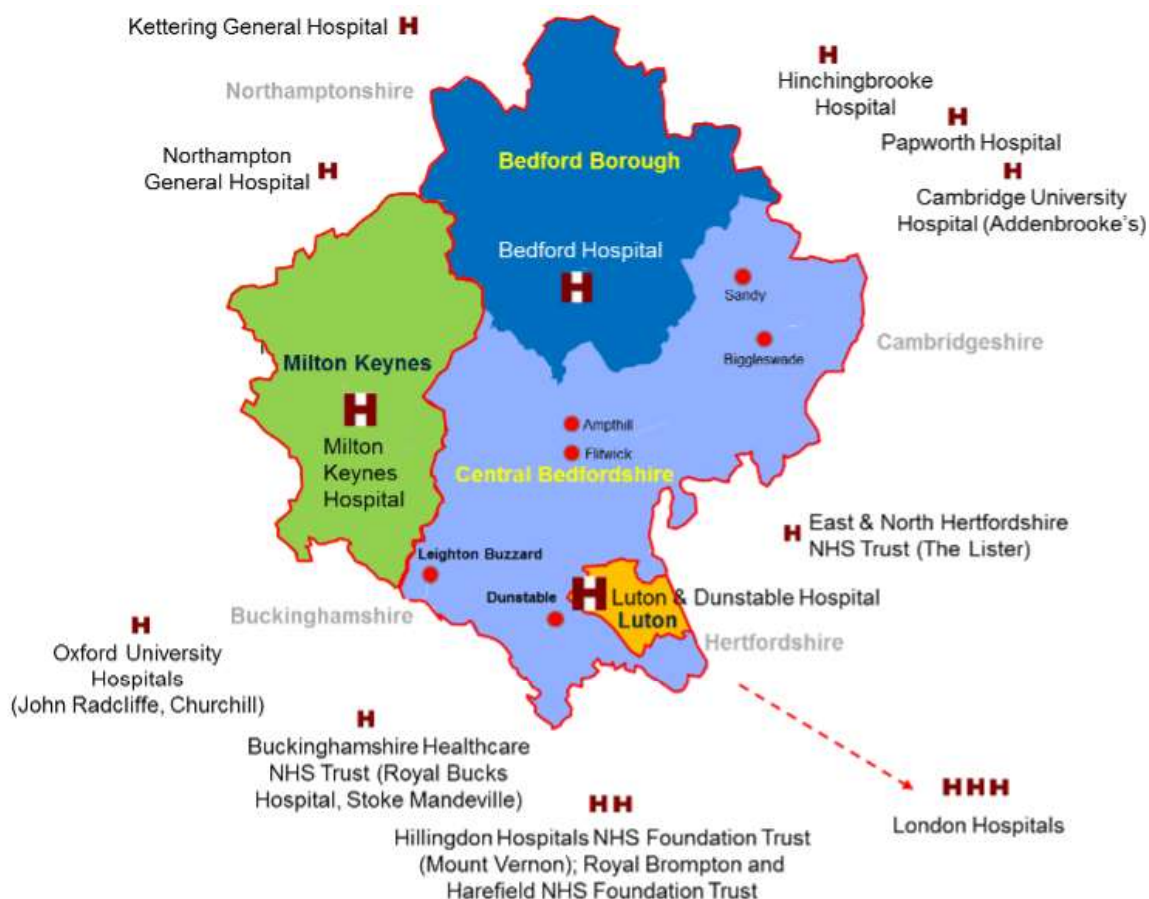 Kettering General Hospital
Northamptonshire
Hinchingbrooke
Hospital
Papworth Hospital
Northampton
General Hospital
Bedford Borough
Cambridge University
Hospital (Addenbrooke's)
Bedford Hospital
Sandy
Cambridgeshire
Biggleswade
Milton Keynes
Ampthill
Milton
Keynes
Hospital
Flitwick
Central Bedfordshire
East & North Hertfordshire
NHS Trust (The Lister)
Leighton Buzzard
Dunstable
Luton & Dunstable Hospital
Luton
Buckinghamshire
Hertfordshire
Oxford University
Hospitals
(John Radcliffe, Churchill)
Buckinghamshire Healthcare
NHS Trust (Royal Bucks
Hospital, Stoke Mandeville)
H H H
London Hospitals
H H
Hillingdon Hospitals NHS Foundation Trust
(Mount Vernon); Royal Brompton and
Harefield NHS Foundation Trust